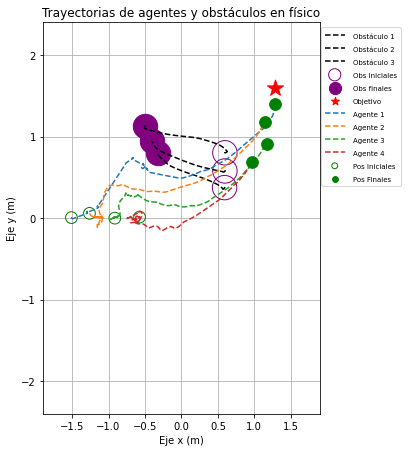 Trayectorias de agentes y obstáculos en físico
Obstáculo 1
Obstáculo 2
Obstáculo 3
Obs iniciales
Obs finales
Objetivo
Agente 1
Agente 2
Agente 3
Agente 4
Pos Iniciales
Pos Finales
2
1
0
−1
−2
Eje y (m)
−1.5 −1.0 −0.5 0.0 0.5 1.0 1.5
Eje x (m)